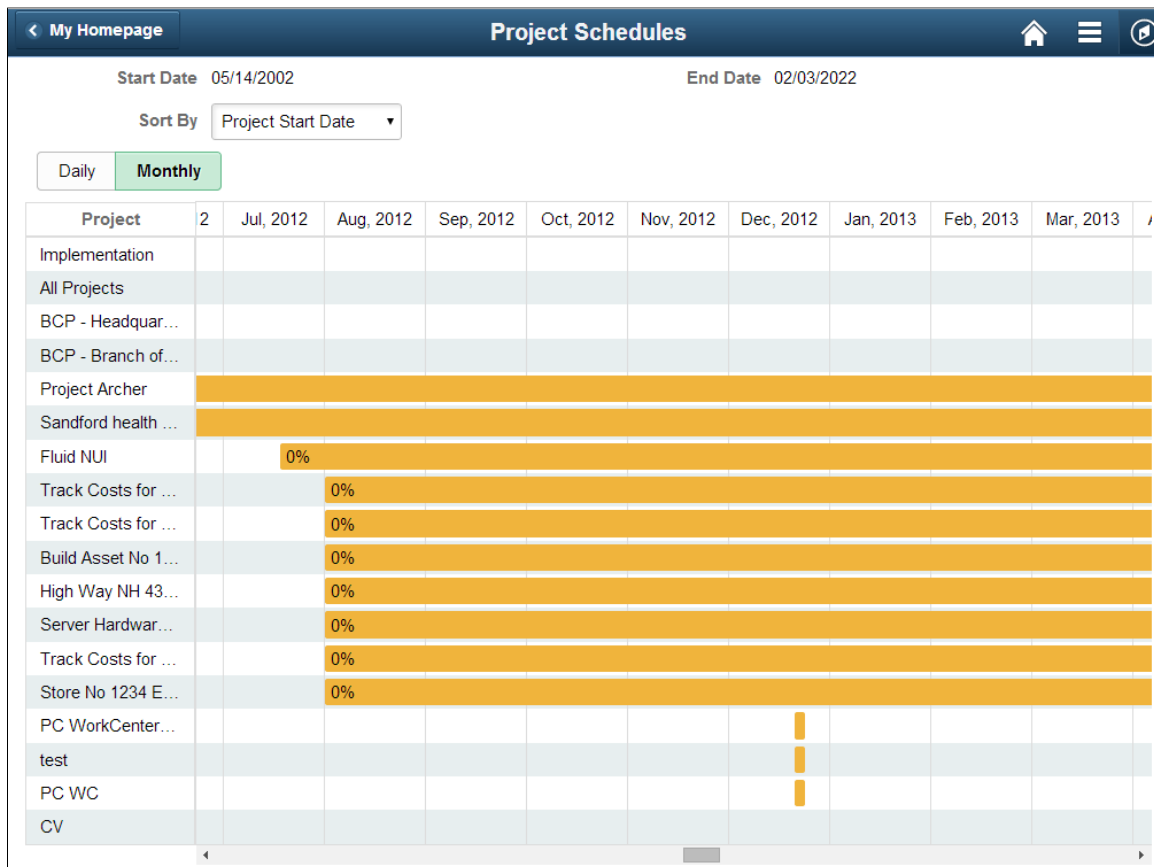 My Homepage Project Schedules
Start Date 05/14/2002 End Date 02/03/2022
Sort By Project Start Date
Daily Monthly
Project 2 Jul, 2012 Aug, 2012 Sep, 2012 Oct, 2012 Nov, 2012 Dec, 2012 Jan, 2013 Feb, 2013 Mar, 2013
Implementation
All Projects
BCP - Headquar...
BCP - Branch of...
Project Archer
Sandford health ...
Fluid NUI 0%
Track Costs for ... 0%
Track Costs for ... 0%
Build Asset No 1... 0%
High Way NH 43... 0%
Server Hardwar... 0%
Track Costs for ... 0%
Store No 1234 E... 0%
PC WorkCenter...
test
PC WC
CV